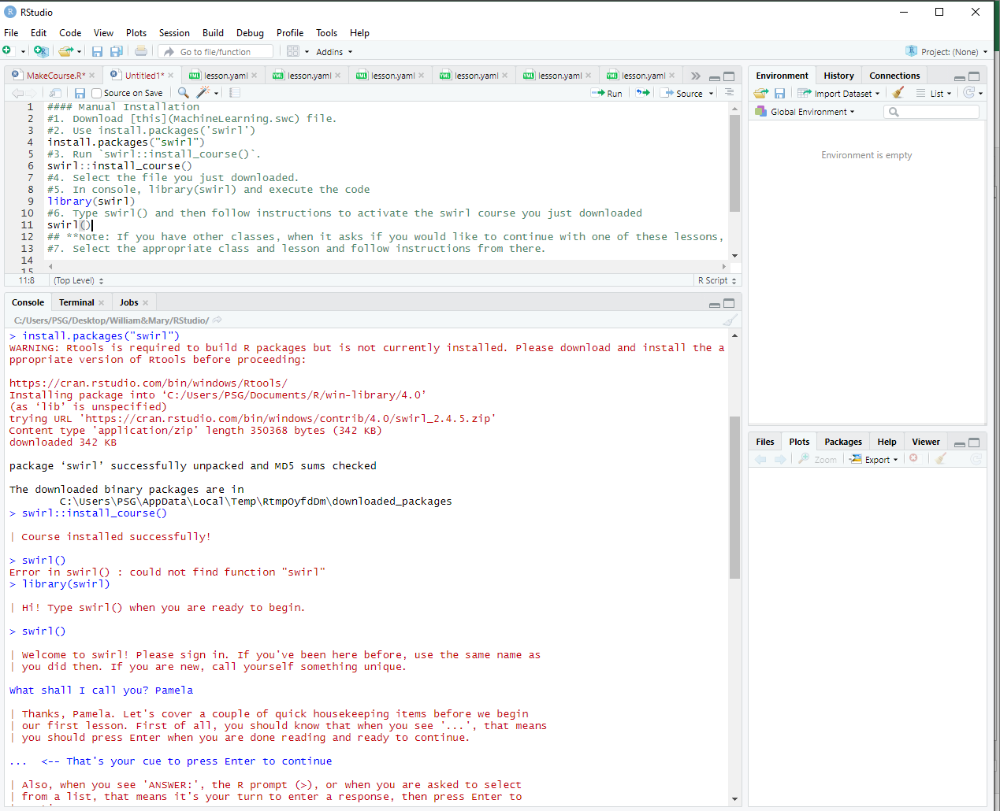 RStudio
File Edit Code View Plots Session Build Debug Profile Tools Help
Go to file/function Addins Project: (None)
MakeCourse.R* Untitled1* lesson.yaml lesson.yaml lesson.yaml lesson.yaml lesson.yaml lesson.yaml
Source on Save Run Source
1 #### Manual Installation
2 #1. Download [this](MachineLearning.swc) file.
3 #2. Use install.packages('swirl')
4 install.packages("swirl")
5 #3. Run `swirl::install_course()`.
6 swirl::install_course()
7 #4. Select the file you just downloaded.
8 #5. In console, library(swirl) and execute the code
9 library(swirl)
10 #6. Type swirl() and then follow instructions to activate the swirl course you just downloaded
11 swirl()
12 ## **Note: If you have other classes, when it asks if you would like to continue with one of these lessons,
13 #7. Select the appropriate class and lesson and follow instructions from there.
14
15
11:8 (Top Level) R Script
Console Terminal Jobs
C:/Users/PSG/Desktop/William&Mary/RStudio/
> install.packages("swirl")
WARNING: Rtools is required to build R packages but is not currently installed. Please download and install the a
ppropriate version of Rtools before proceeding:
https://cran.rstudio.com/bin/windows/Rtools/
Installing package into ‘C:/Users/PSG/Documents/R/win-library/4.0’
(as ‘lib’ is unspecified)
trying URL 'https://cran.rstudio.com/bin/windows/contrib/4.0/swirl_2.4.5.zip'
Content type 'application/zip' length 350368 bytes (342 KB)
downloaded 342 KB
package ‘swirl’ successfully unpacked and MD5 sums checked
The downloaded binary packages are in
C:\Users\PSG\AppData\Local\Temp\RtmpOyfdDm\downloaded_packages
> swirl::install_course()
| Course installed successfully!
> swirl()
Error in swirl() : could not find function "swirl"
> library(swirl)
| Hi! Type swirl() when you are ready to begin.
> swirl()
| Welcome to swirl! Please sign in. If you've been here before, use the same name as
| you did then. If you are new, call yourself something unique.
What shall I call you? Pamela
| Thanks, Pamela. Let's cover a couple of quick housekeeping items before we begin
| our first lesson. First of all, you should know that when you see '...', that means
| you should press Enter when you are done reading and ready to continue.
... <-- That's your cue to press Enter to continue
| Also, when you see 'ANSWER:', the R prompt (>), or when you are asked to select
| from a list, that means it's your turn to enter a response, then press Enter to
Environment History Connections
Import Dataset List
Global Environment
Environment is empty
Files Plots Packages Help Viewer
Zoom Export